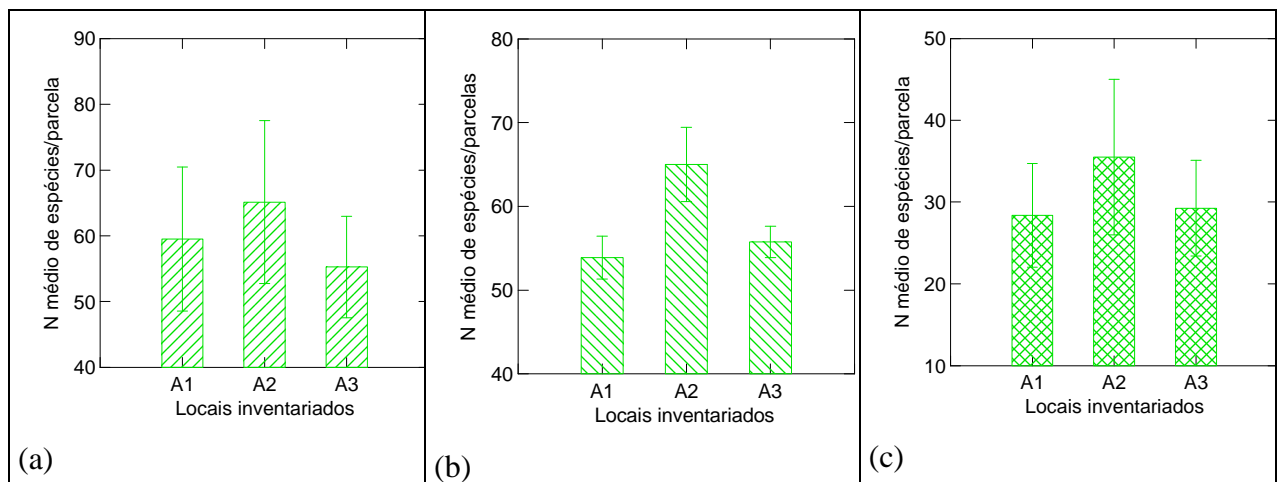 N médio de espécies/parcela
90
80
70
60
50
40
A1 A2 A3
Locais inventariados
(a)
N médio de espécies/parcelas
80
70
60
50
40
A1 A2 A3
Locais inventariados
(b)
N médio de espécies/parcela
50
40
30
20
10
A1 A2 A3
Locais inventariados
(c)